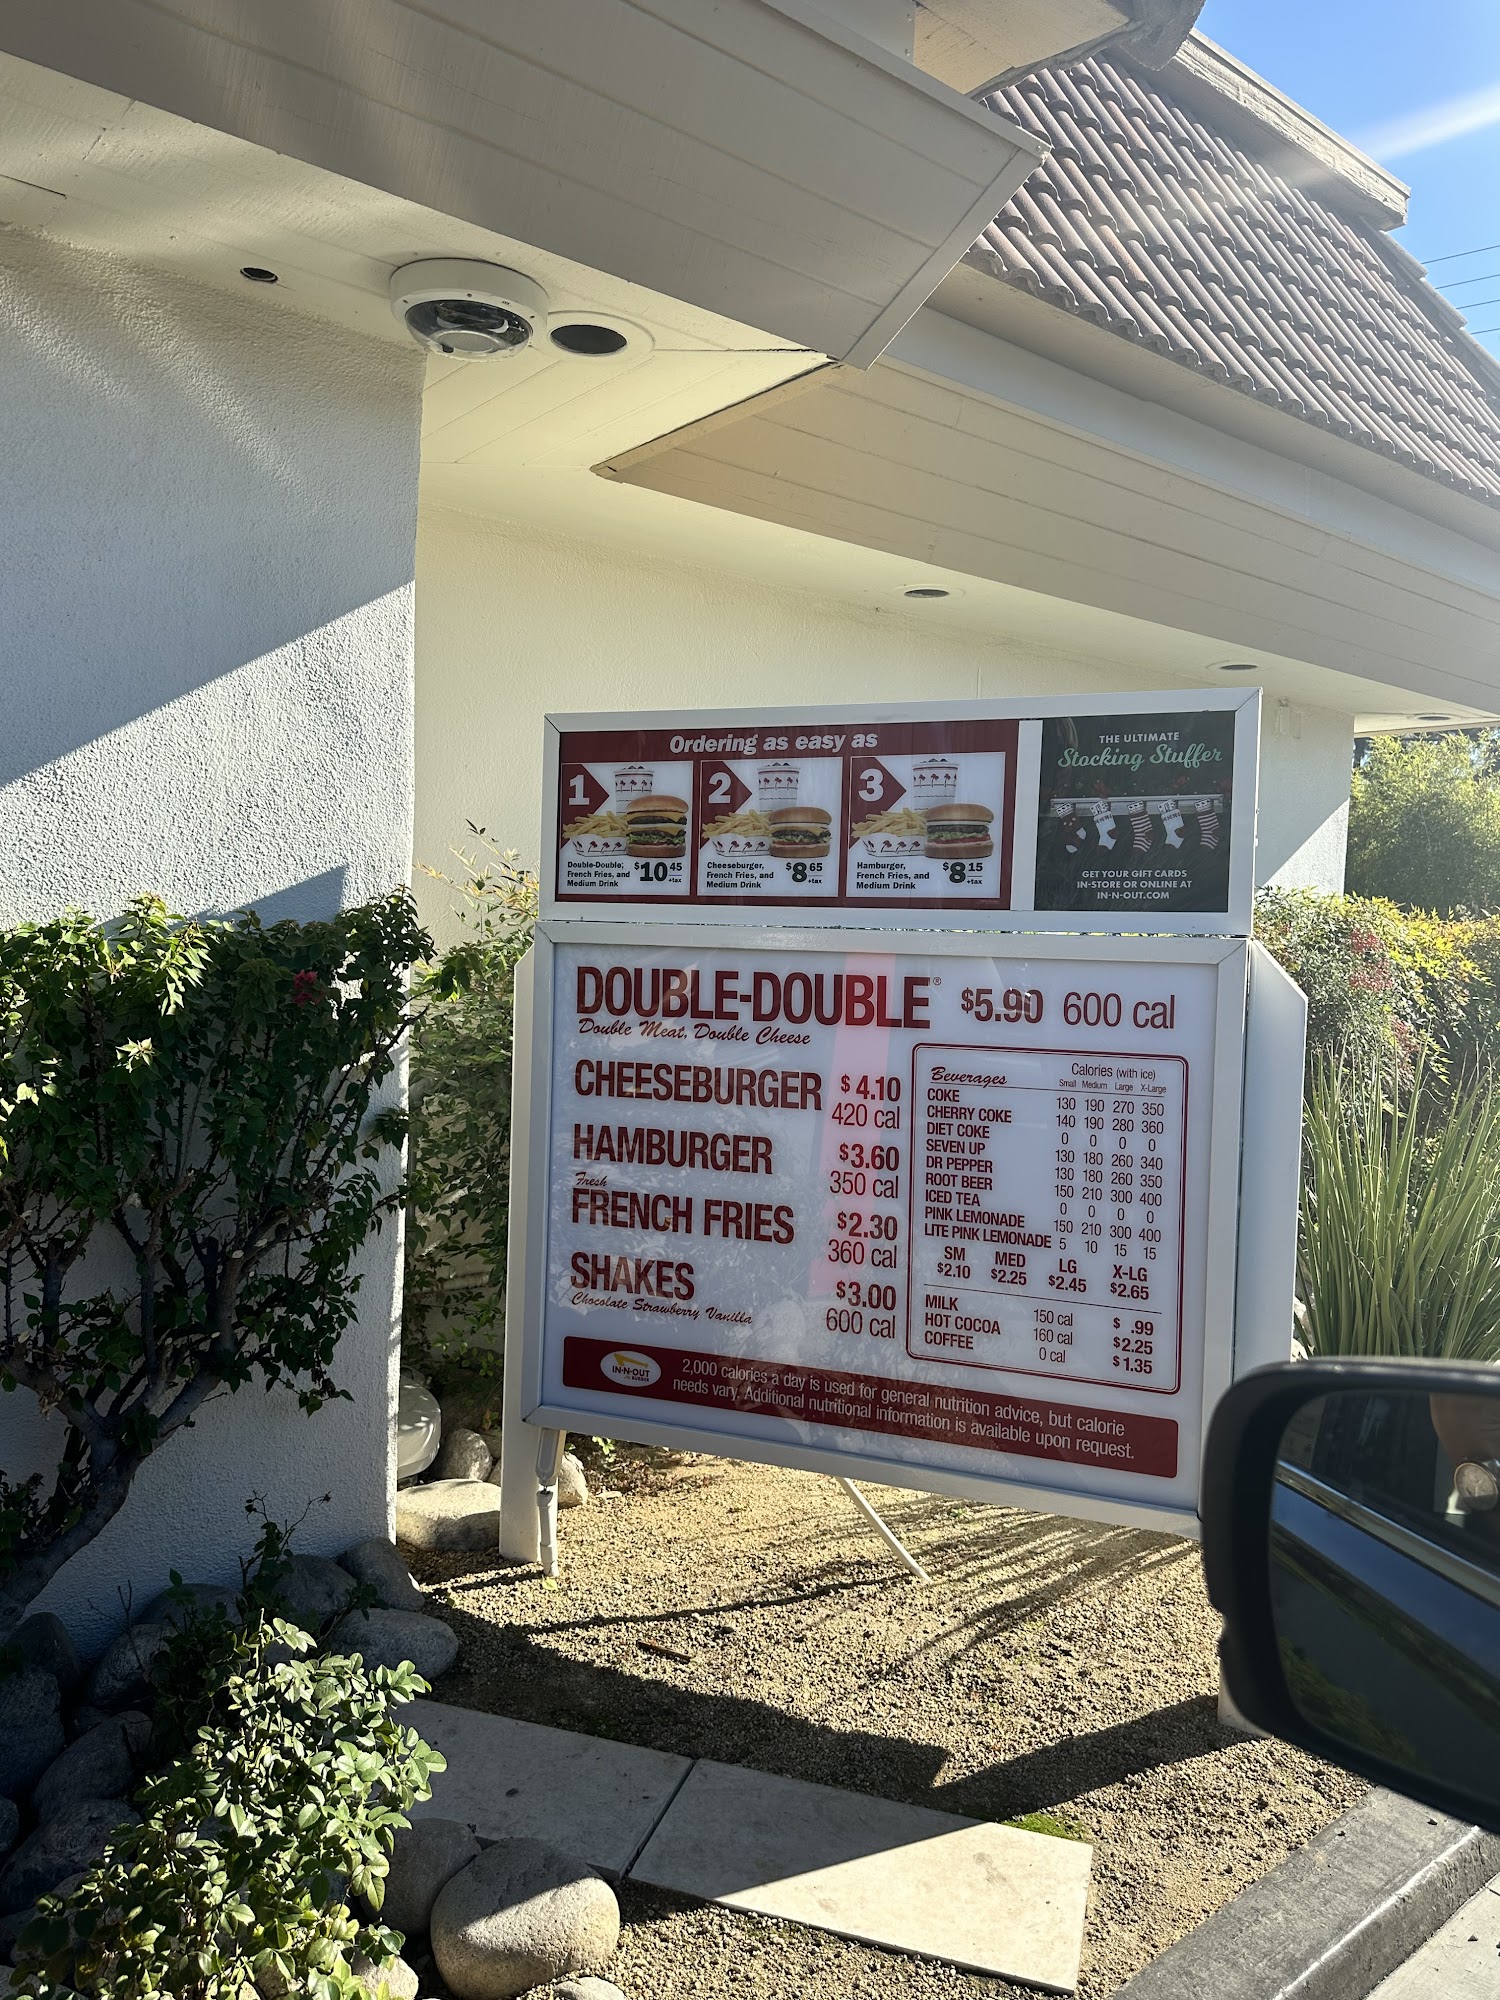 Ordering as easy as
1
Double-Double,
French Fries, and
Medium Drink
$10 45
+tax
2
Cheeseburger,
French Fries, and
Medium Drink
$8 65
+tax
3
Hamburger,
French Fries, and
Medium Drink
$8 15
+tax
THE ULTIMATE
Stocking Stuffer
GET YOUR GIFT CARDS
IN-STORE OR ONLINE AT
IN-N-OUT.COM
DOUBLE-DOUBLE® $5.90 600 cal
Double Meat, Double Cheese
CHEESEBURGER $4.10
420 cal
HAMBURGER $3.60
350 cal
Fresh
FRENCH FRIES $2.30
360 cal
SHAKES $3.00
Chocolate Strawberry Vanilla 600 cal
Beverages Calories (with ice)
Small Medium Large X-Large
COKE 130 190 270 350
CHERRY COKE 140 190 280 360
DIET COKE 0 0 0 0
SEVEN UP 130 180 260 340
DR PEPPER 130 180 260 350
ROOT BEER 150 210 300 400
ICED TEA 0 0 0 0
PINK LEMONADE 150 210 300 400
LITE PINK LEMONADE 5 10 15 15
SM MED LG X-LG
$2.10 $2.25 $2.45 $2.65
MILK 150 cal $ .99
HOT COCOA 160 cal $2.25
COFFEE 0 cal $1.35
IN-N-OUT
BURGER
2,000 calories a day is used for general nutrition advice, but calorie
needs vary. Additional nutritional information is available upon request.